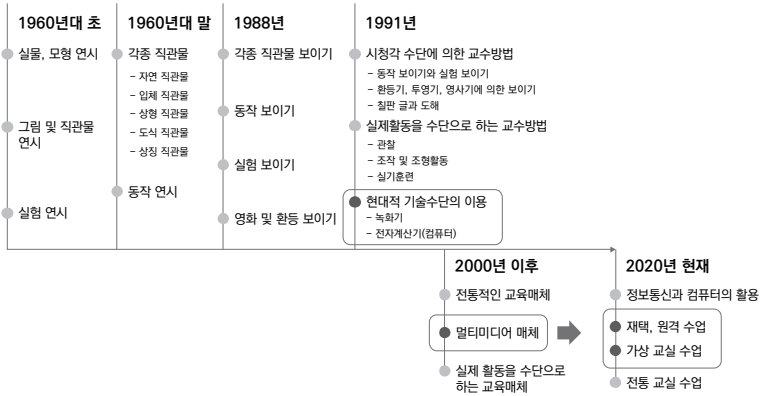 1960년대 초
실물, 모형 연시
그림 및 직관물
연시
실험 연시
1960년대 말
각종 직관물
- 자연 직관물
- 입체 직관물
- 상형 직관물
- 도식 직관물
- 상징 직관물
동작 연시
1988년
각종 직관물 보이기
동작 보이기
실험 보이기
영화 및 환등 보이기
1991년
시청각 수단에 의한 교수방법
- 동작 보이기와 실험 보이기
- 환등기, 투영기, 영사기에 의한 보이기
- 칠판 글과 도해
실제활동을 수단으로 하는 교수방법
- 관찰
- 조작 및 조형활동
- 실기훈련
현대적 기술수단의 이용
- 녹화기
- 전자계산기(컴퓨터)
2000년 이후
전통적인 교육매체
멀티미디어 매체
실제 활동을 수단으로
하는 교육매체
2020년 현재
정보통신과 컴퓨터의 활용
재택, 원격 수업
가상 교실 수업
전통 교실 수업